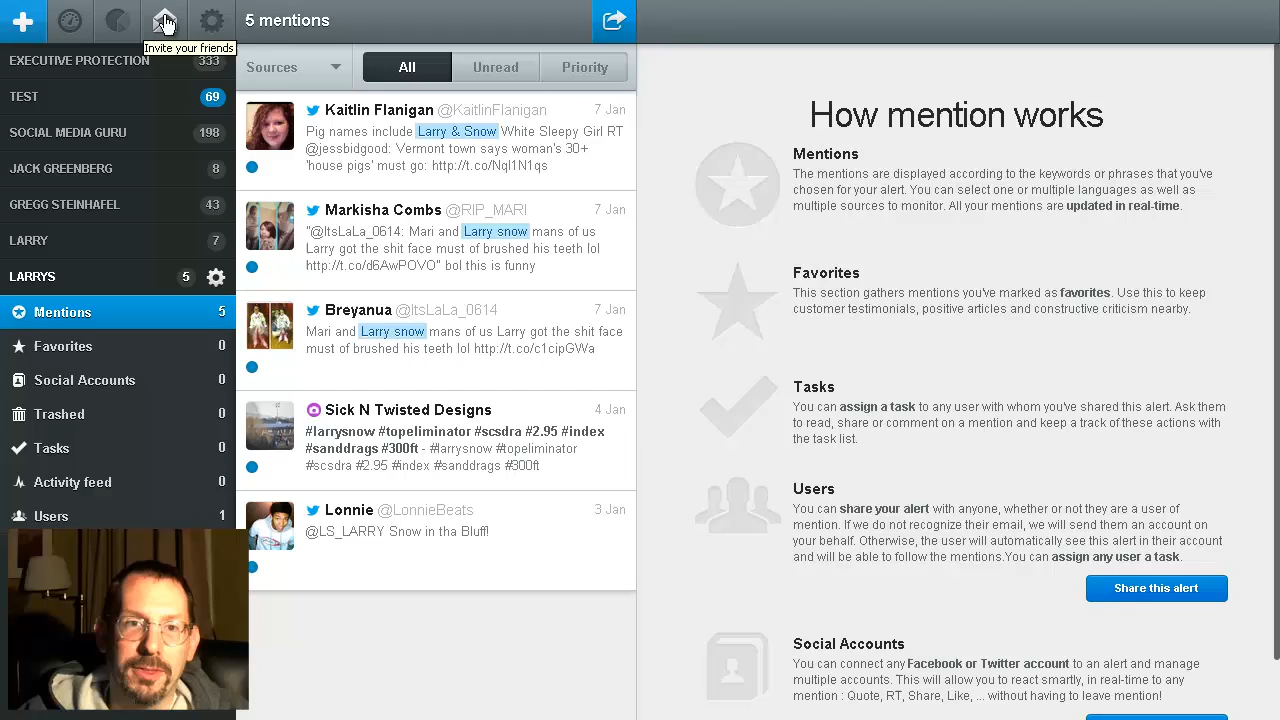 5 mentions
Invite your friends
EXECUTIVE PROTECTION 333
TEST 69
SOCIAL MEDIA GURU 198
JACK GREENBERG 8
GREGG STEINHAFEL 43
LARRY 7
LARRYS 5
Mentions 5
Favorites 0
Social Accounts 0
Trashed 0
Tasks 0
Activity feed 0
Users 1
Sources
All
Unread
Priority
Kaitlin Flanigan @KaitlinFlanigan 7 Jan
Pig names include Larry & Snow White Sleepy Girl RT
@jessbidgood: Vermont town says woman's 30+
'house pigs' must go: http://t.co/Nql1N1qs
Markisha Combs @RIP_MARI 7 Jan
"@ItsLaLa_0614: Mari and Larry snow mans of us
Larry got the shit face must of brushed his teeth lol
http://t.co/d6AwPOVO" bol this is funny
Breyanua @ItsLaLa_0614 7 Jan
Mari and Larry snow mans of us Larry got the shit face
must of brushed his teeth lol http://t.co/c1cipGWa
Sick N Twisted Designs 4 Jan
#larrysnow #topeliminator #scsdra #2.95 #index
#sanddrags #300ft - #larrysnow #topeliminator
#scsdra #2.95 #index #sanddrags #300ft
Lonnie @LonnieBeats 3 Jan
@LS_LARRY Snow in tha Bluff!
How mention works
Mentions
The mentions are displayed according to the keywords or phrases that you've
chosen for your alert. You can select one or multiple languages as well as
multiple sources to monitor. All your mentions are updated in real-time.
Favorites
This section gathers mentions you've marked as favorites. Use this to keep
customer testimonials, positive articles and constructive criticism nearby.
Tasks
You can assign a task to any user with whom you've shared this alert. Ask them
to read, share or comment on a mention and keep a track of these actions with
the task list.
Users
You can share your alert with anyone, whether or not they are a user of
mention. If we do not recognize their email, we will send them an account on
your behalf. Otherwise, the user will automatically see this alert in their account
and will be able to follow the mentions.You can assign any user a task.
Share this alert
Social Accounts
You can connect any Facebook or Twitter account to an alert and manage
multiple accounts. This will allow you to react smartly, in real-time to any
mention : Quote, RT, Share, Like, ... without having to leave mention!